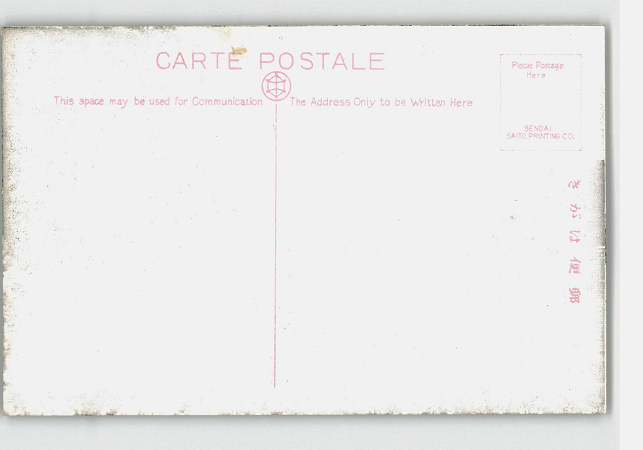 CARTE POSTALE
This space may be used for Communication
The Address Only to be Written Here
Place Postage
Here
SENDAI
SAITO PRINTING CO.
きがは便郵